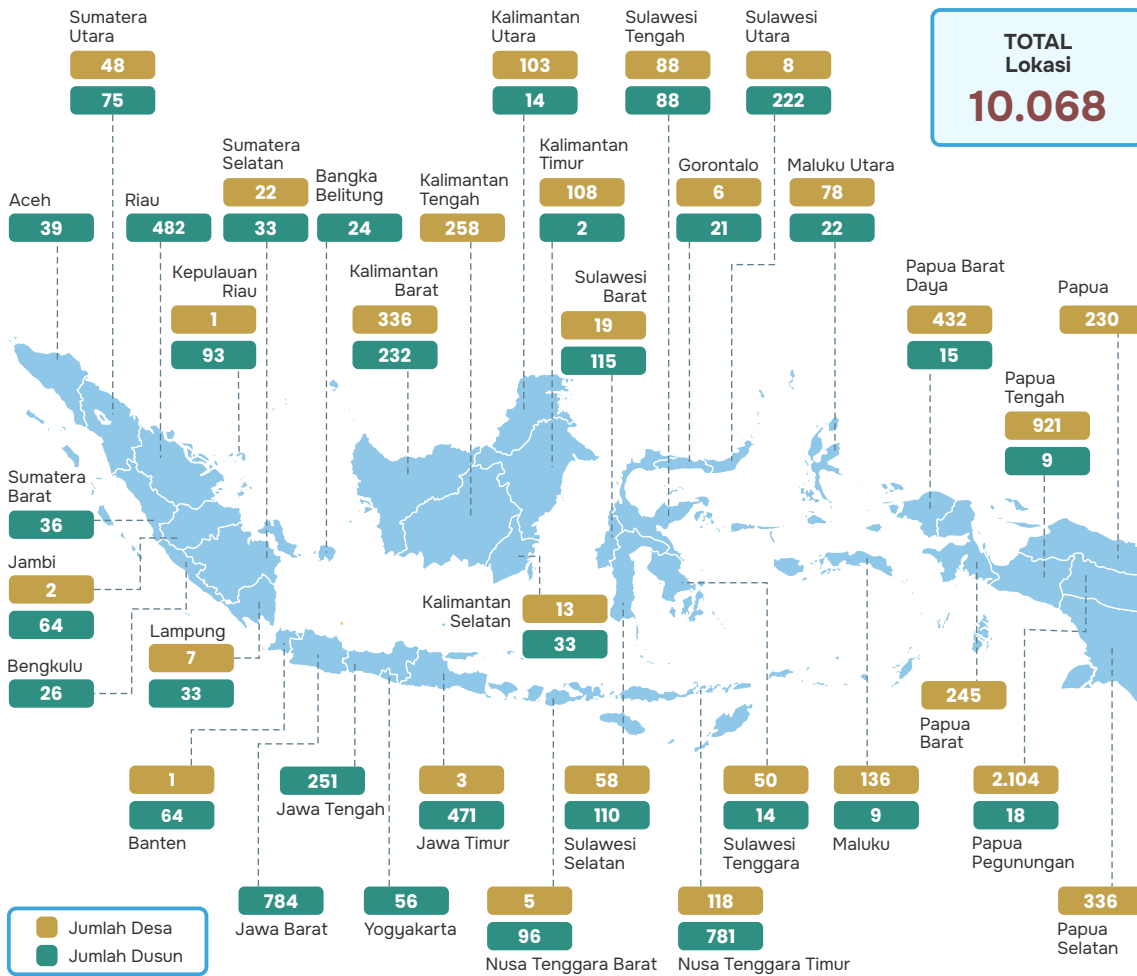 Sumatera
Utara
48
75
Kalimantan
Utara
103
14
Sulawesi
Tengah
88
88
Sulawesi
Utara
8
222
TOTAL
Lokasi
10.068
Aceh
39
Riau
482
Sumatera
Selatan
22
33
Bangka
Belitung
24
Kalimantan
Tengah
258
Kalimantan
Timur
108
2
Gorontalo
6
21
Maluku Utara
78
22
Kepulauan
Riau
1
93
Kalimantan
Barat
336
232
Sulawesi
Barat
19
115
Papua Barat
Daya
432
15
Papua
230
Papua
Tengah
921
9
Sumatera
Barat
36
Jambi
2
64
Bengkulu
26
Lampung
7
33
Kalimantan
Selatan
13
33
245
Papua
Barat
1
64
Banten
251
Jawa Tengah
3
471
Jawa Timur
58
110
Sulawesi
Selatan
50
14
Sulawesi
Tenggara
136
9
Maluku
2.104
18
Papua
Pegunungan
784
Jawa Barat
56
Yogyakarta
5
96
Nusa Tenggara Barat
118
781
Nusa Tenggara Timur
336
Papua
Selatan
Jumlah Desa
Jumlah Dusun